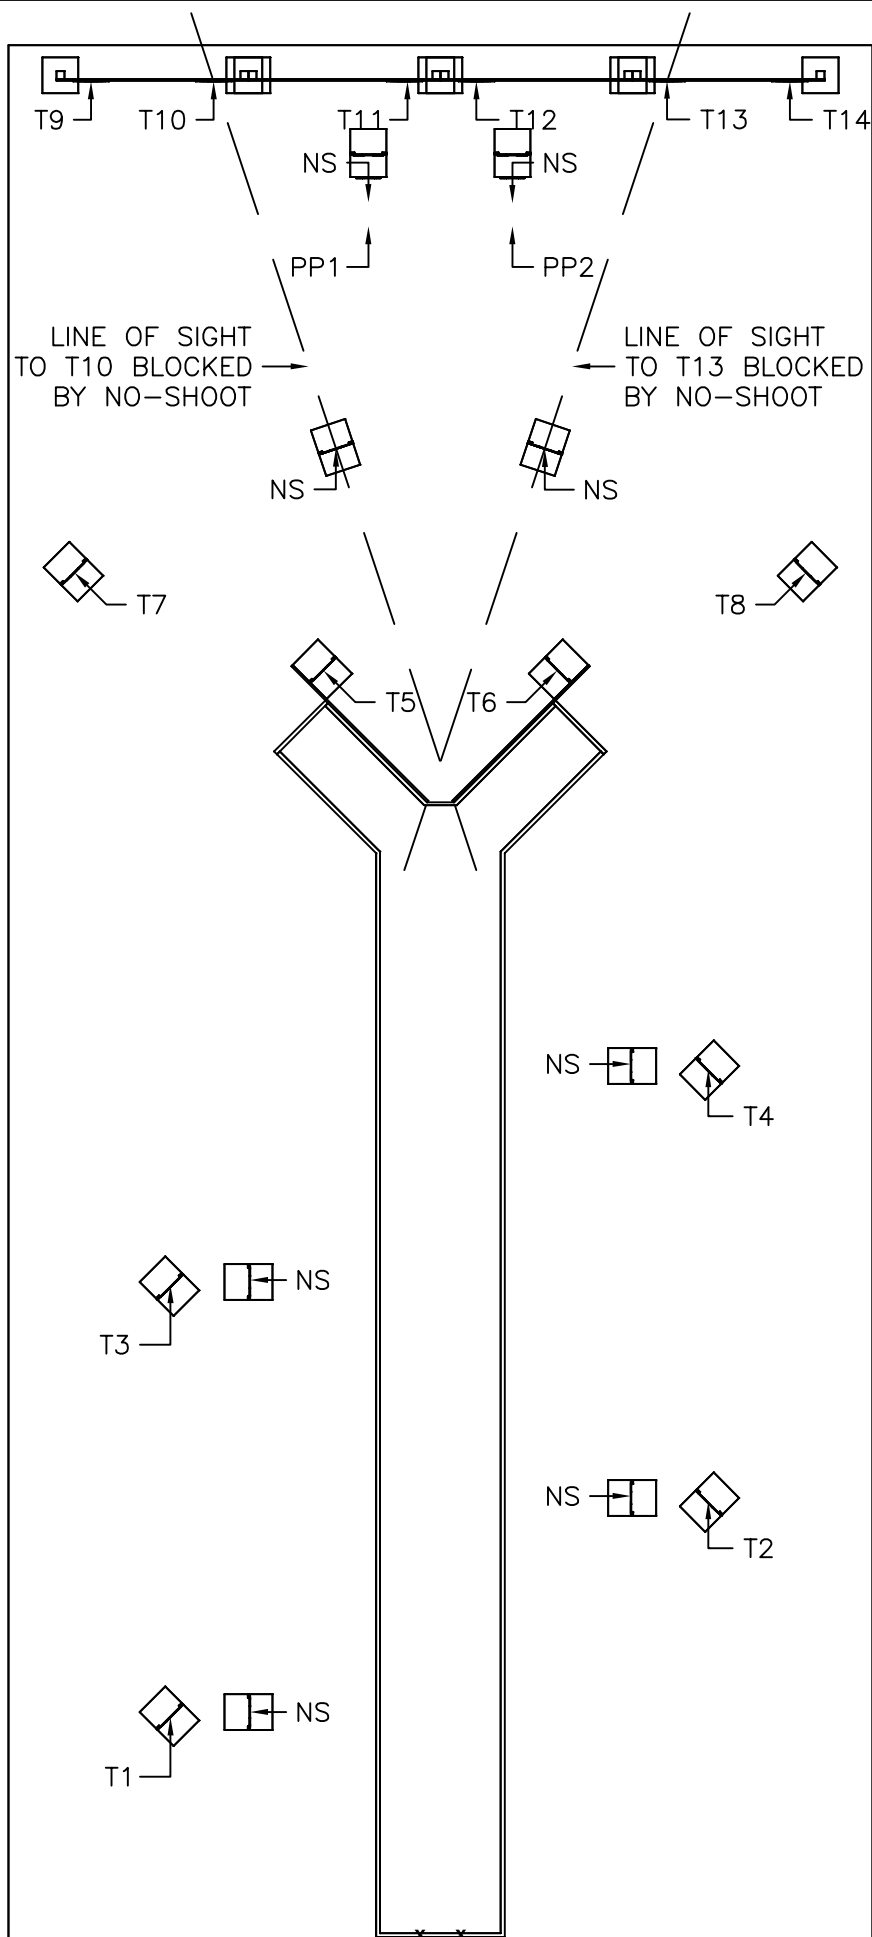 T9 T10 T11 T12 T13 T14
NS NS
PP1 PP2
LINE OF SIGHT
TO T10 BLOCKED
BY NO-SHOOT
LINE OF SIGHT
TO T13 BLOCKED
BY NO-SHOOT
NS NS
T7 T8
T5 T6
NS
T4
NS
T3
NS
T2
NS
T1